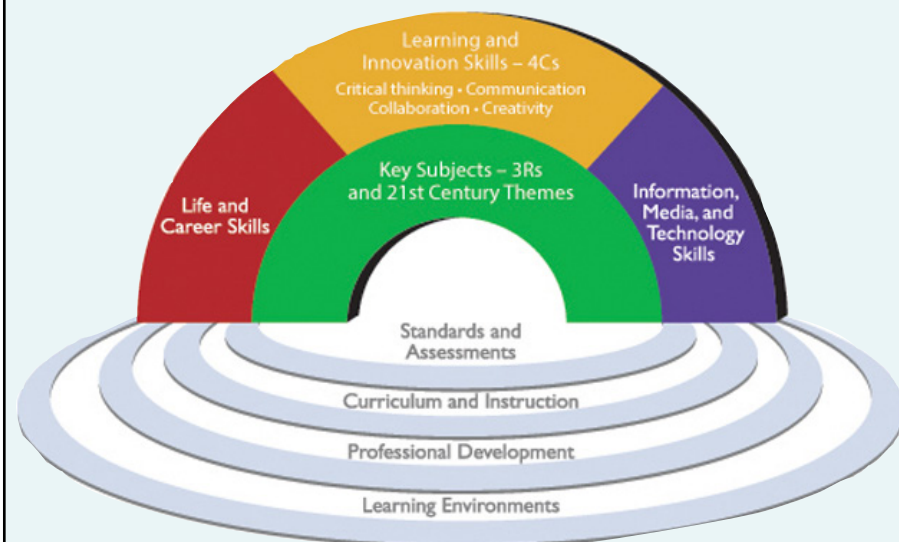 Learning and
Innovation Skills – 4Cs
Critical thinking • Communication
Collaboration • Creativity
Key Subjects – 3Rs
and 21st Century Themes
Life and
Career Skills
Information,
Media, and
Technology
Skills
Standards and
Assessments
Curriculum and Instruction
Professional Development
Learning Environments